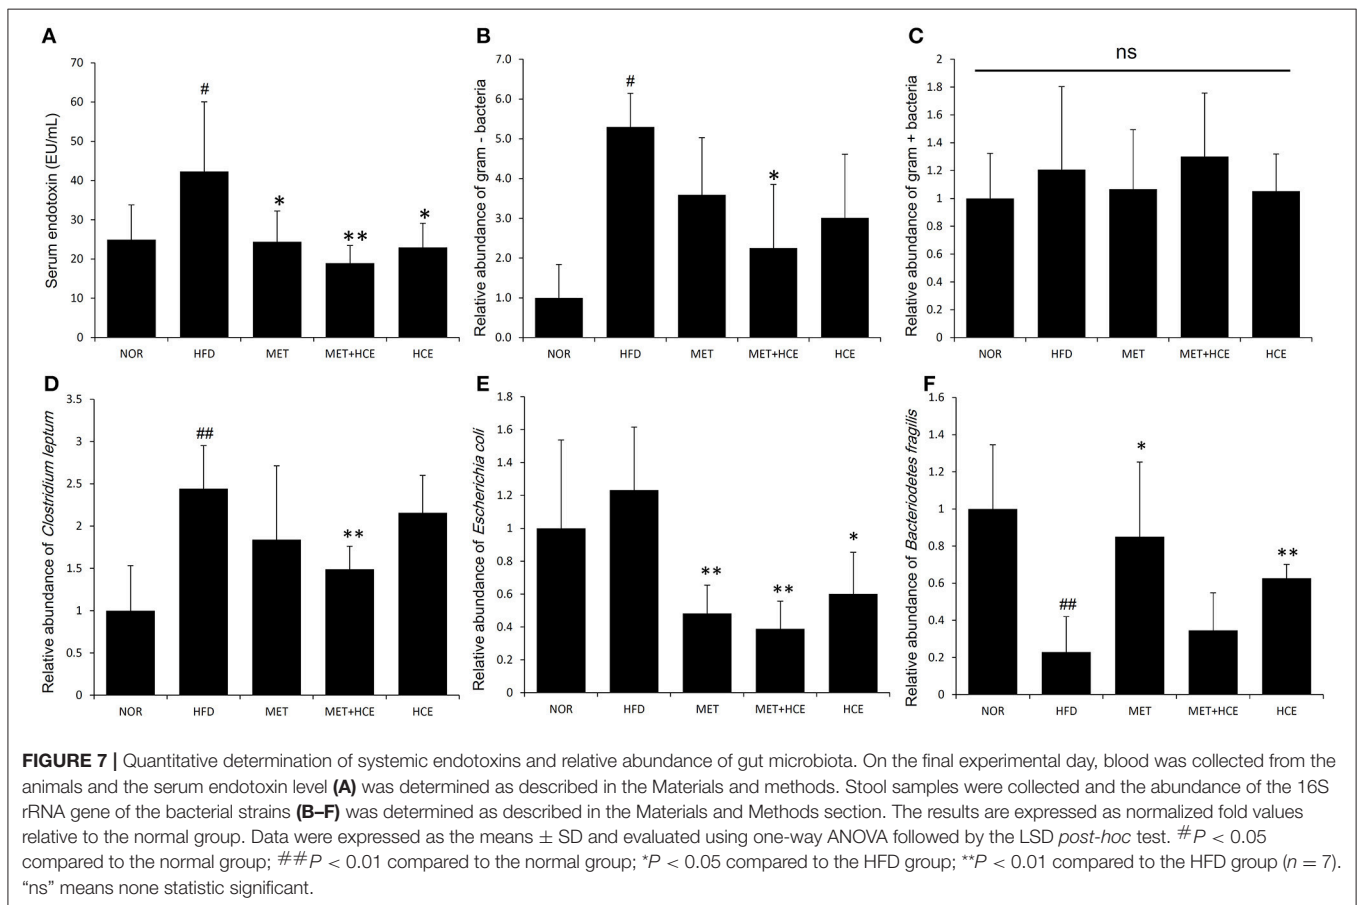 A
Serum endotoxin (EU/mL)
70
60
50
40
30
20
10
0
#
*
**
*
NOR HFD MET MET+HCE HCE
B
Relative abundance of gram - bacteria
7.0
6.0
5.0
4.0
3.0
2.0
1.0
0.0
#
*
NOR HFD MET MET+HCE HCE
C
Relative abundance of gram + bacteria
2
1.8
1.6
1.4
1.2
1
0.8
0.6
0.4
0.2
0
ns
NOR HFD MET MET+HCE HCE
D
Relative abundance of Clostridium leptum
3.5
3
2.5
2
1.5
1
0.5
0
##
**
NOR HFD MET MET+HCE HCE
E
Relative abundance of Escherichia coli
1.8
1.6
1.4
1.2
1
0.8
0.6
0.4
0.2
0
**
**
*
NOR HFD MET MET+HCE HCE
F
Relative abundance of Bacteriodetes fragilis
1.6
1.4
1.2
1
0.8
0.6
0.4
0.2
0
##
*
**
NOR HFD MET MET+HCE HCE
FIGURE 7 | Quantitative determination of systemic endotoxins and relative abundance of gut microbiota. On the final experimental day, blood was collected from the
animals and the serum endotoxin level (A) was determined as described in the Materials and methods. Stool samples were collected and the abundance of the 16S
rRNA gene of the bacterial strains (B–F) was determined as described in the Materials and Methods section. The results are expressed as normalized fold values
relative to the normal group. Data were expressed as the means ± SD and evaluated using one-way ANOVA followed by the LSD post-hoc test. #P < 0.05
compared to the normal group; ##P < 0.01 compared to the normal group; *P < 0.05 compared to the HFD group; **P < 0.01 compared to the HFD group (n = 7).
“ns” means none statistic significant.